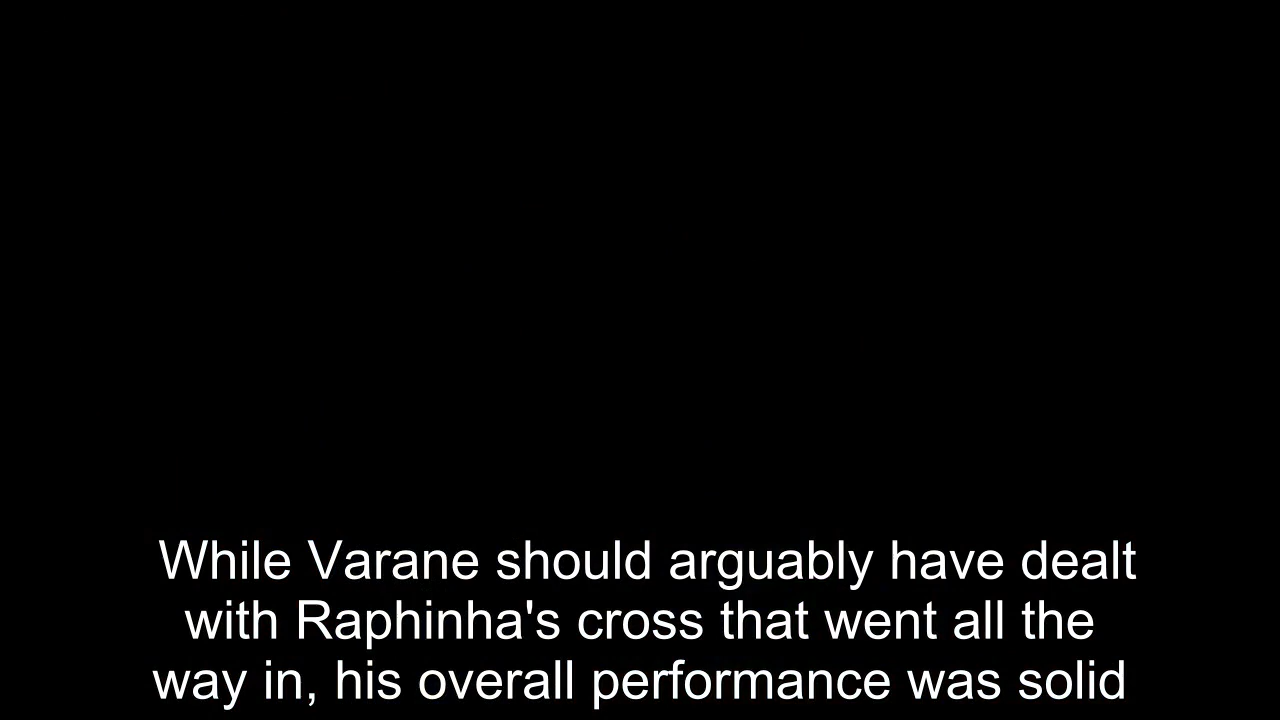 While Varane should arguably have dealt
with Raphinha's cross that went all the
way in, his overall performance was solid